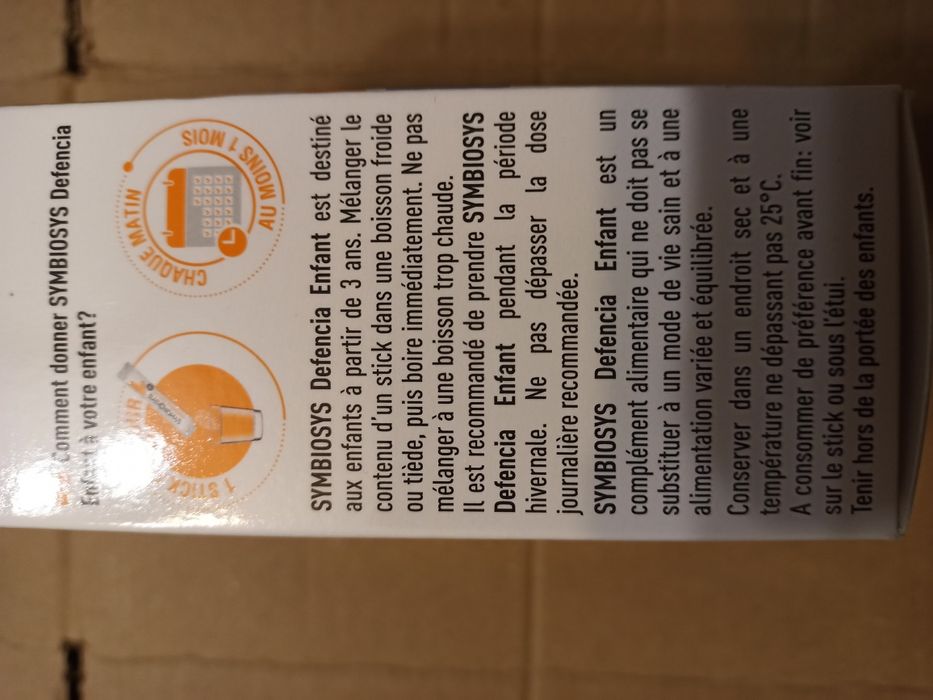 Comment donner SYMBIOSYS Defencia
Enfant à votre enfant?
1 STICK
CHAQUE MATIN
AU MOINS 1 MOIS
SYMBIOSYS Defencia Enfant est destiné
aux enfants à partir de 3 ans. Mélanger le
contenu d'un stick dans une boisson froide
ou tiède, puis boire immédiatement. Ne pas
mélanger à une boisson trop chaude.
Il est recommandé de prendre SYMBIOSYS
Defencia Enfant pendant la période
hivernale. Ne pas dépasser la dose
journalière recommandée.
SYMBIOSYS Defencia Enfant est un
complément alimentaire qui ne doit pas se
substituer à un mode de vie sain et à une
alimentation variée et équilibrée.
Conserver dans un endroit sec et à une
température ne dépassant pas 25°C.
A consommer de préférence avant fin: voir
sur le stick ou sous l'étui.
Tenir hors de la portée des enfants.